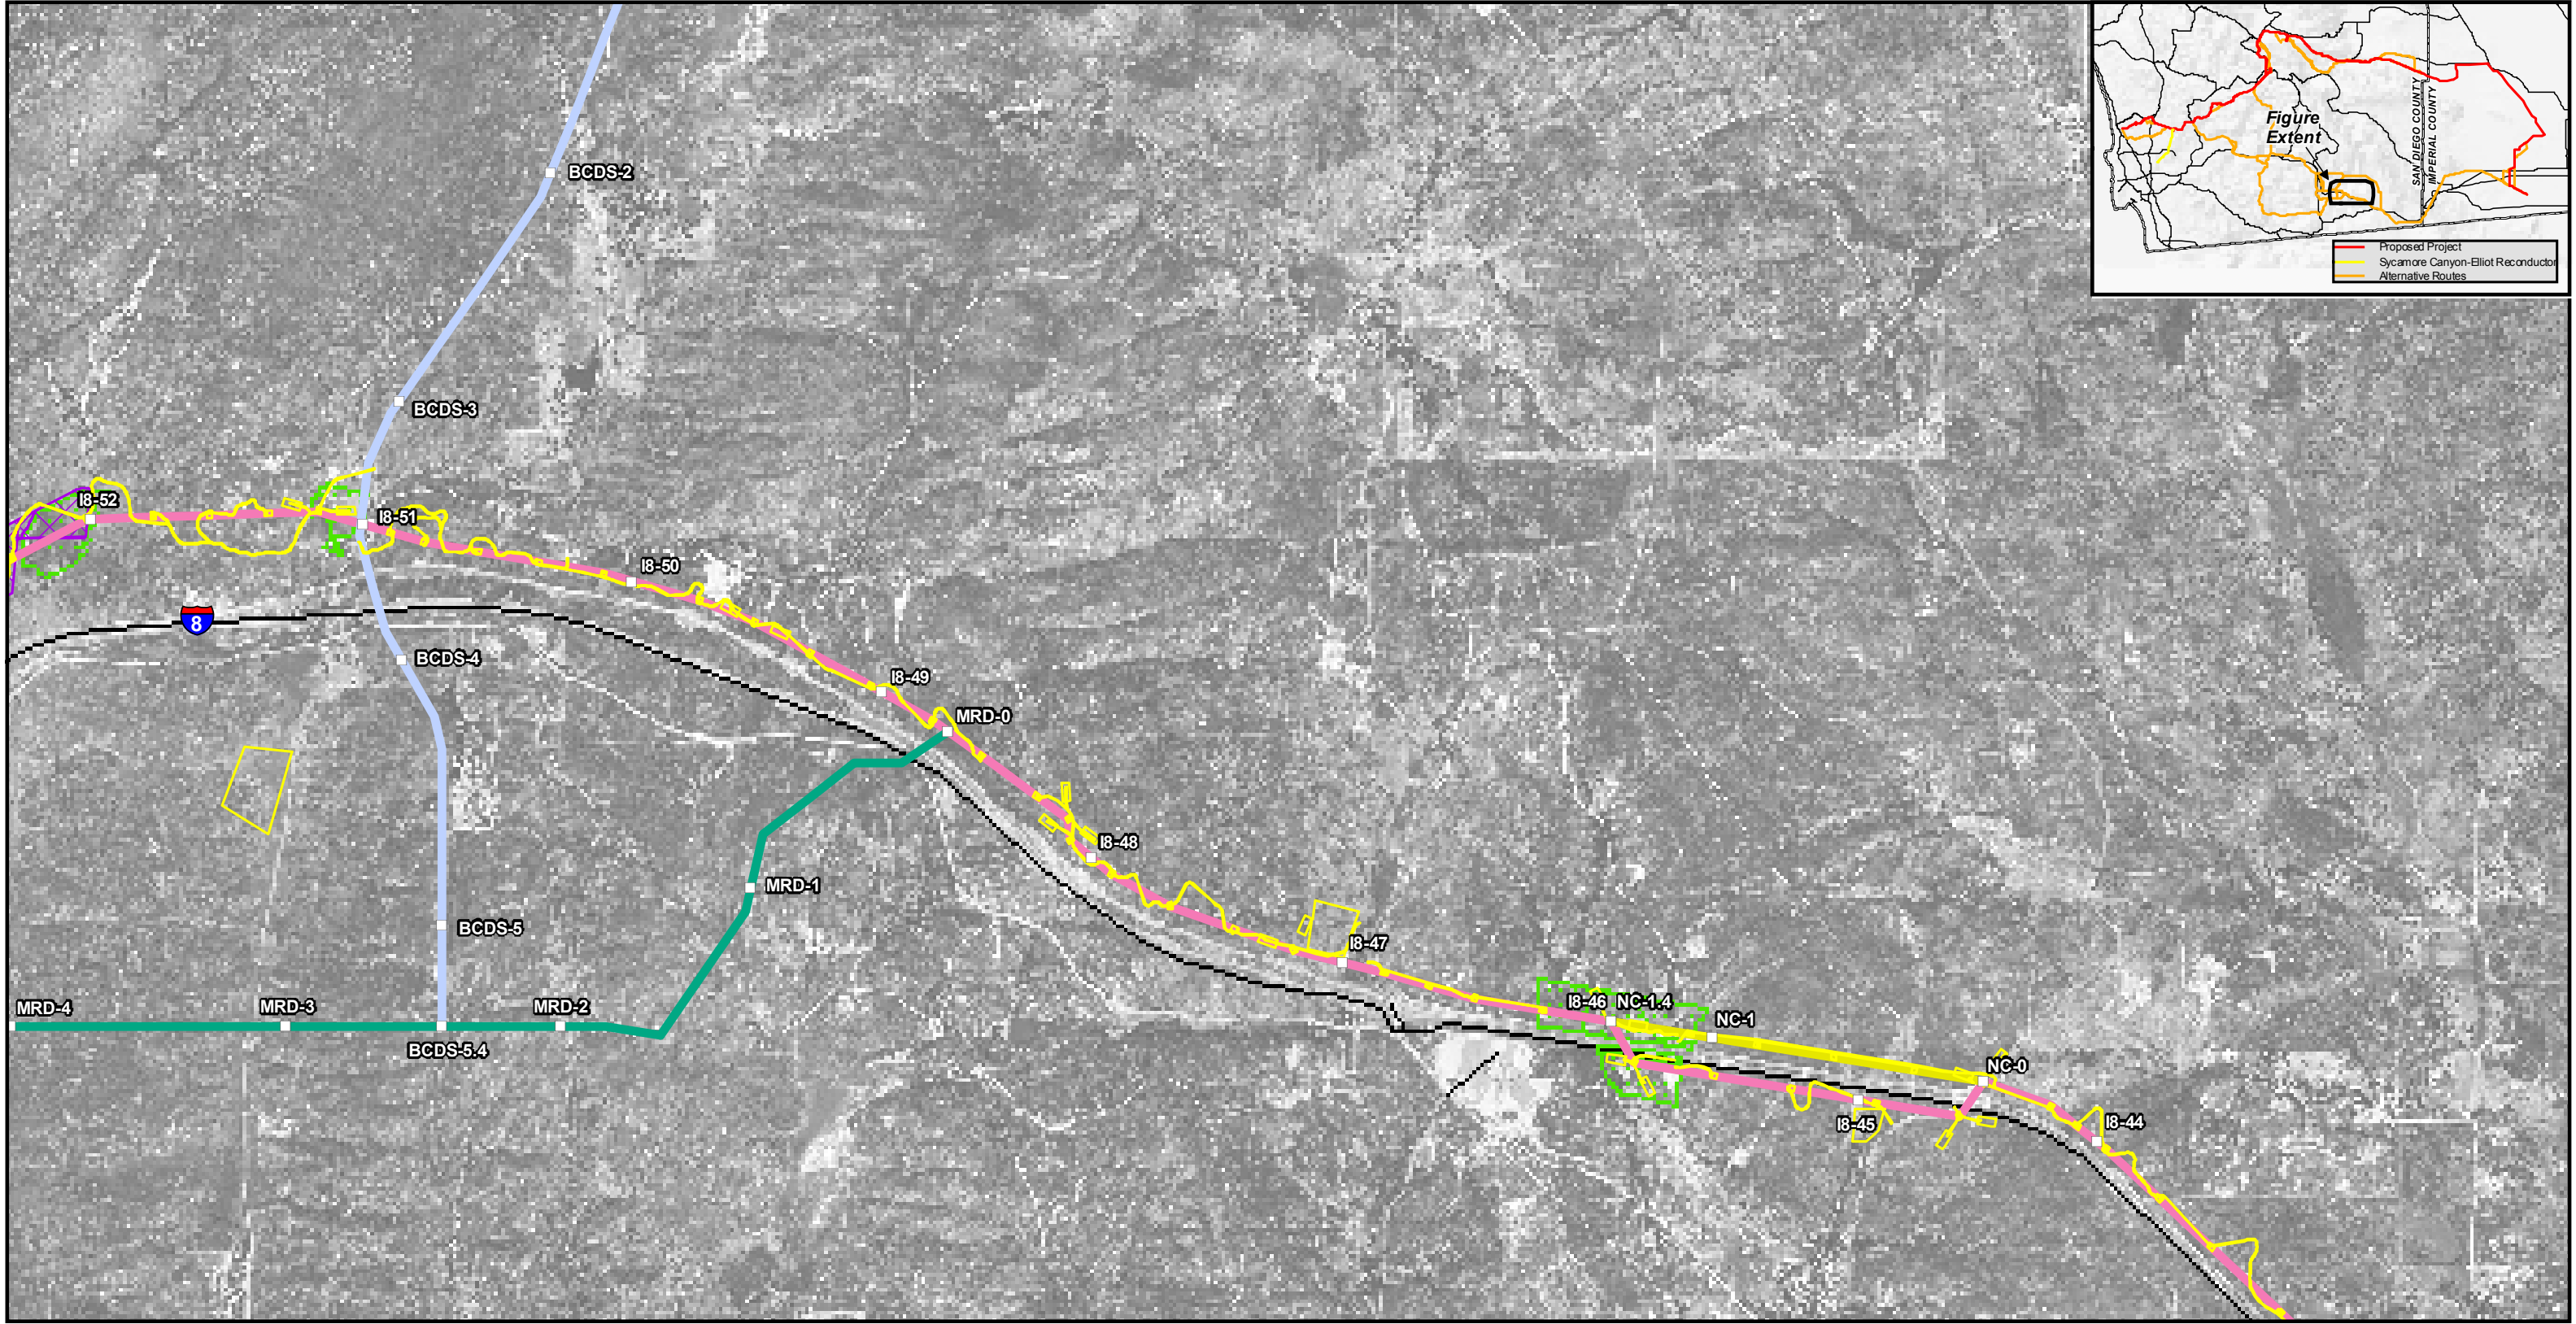 BCDS-2
BCDS-3
I8-52
I8-51
I8-50
8
BCDS-4
I8-49
MRD-0
I8-48
MRD-1
BCDS-5
I8-47
MRD-4
MRD-3
MRD-2
BCDS-5.4
I8-46
NC-1.4
NC-1
NC-0
I8-45
I8-44
Figure
Extent
SAN DIEGO COUNTY
IMPERIAL COUNTY
Proposed Project
Sycamore Canyon-Elliot Reconductor
Alternative Routes